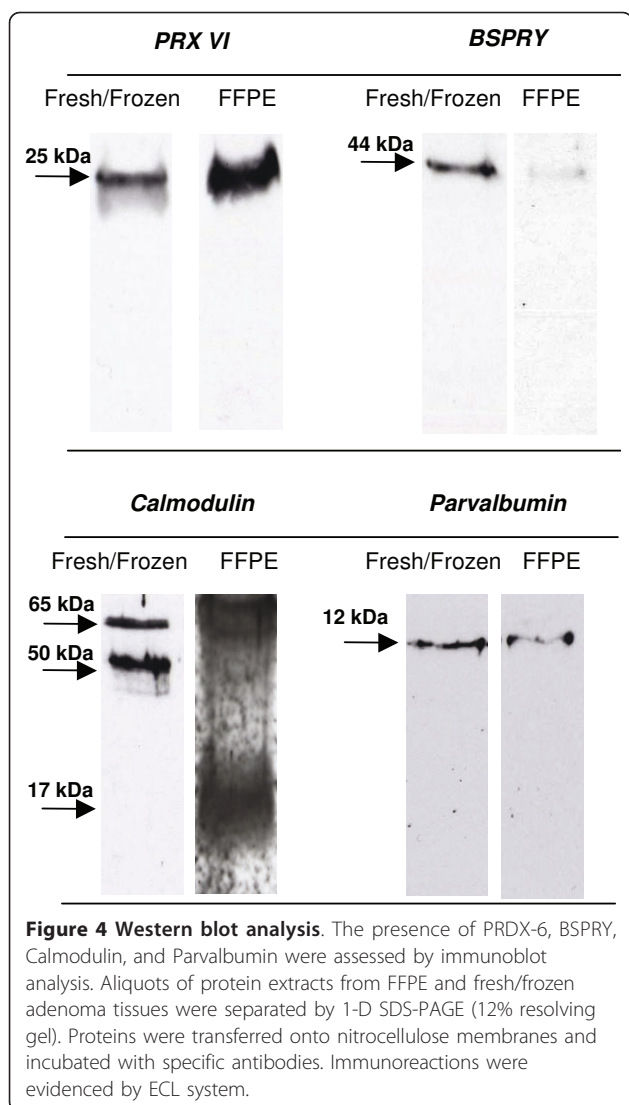 PRX VI BSPRY
Fresh/Frozen FFPE Fresh/Frozen FFPE
25 kDa
44 kDa
Calmodulin Parvalbumin
Fresh/Frozen FFPE Fresh/Frozen FFPE
65 kDa
12 kDa
50 kDa
17 kDa
Figure 4 Western blot analysis. The presence of PRDX-6, BSPRY,
Calmodulin, and Parvalbumin were assessed by immunoblot
analysis. Aliquots of protein extracts from FFPE and fresh/frozen
adenoma tissues were separated by 1-D SDS-PAGE (12% resolving
gel). Proteins were transferred onto nitrocellulose membranes and
incubated with specific antibodies. Immunoreactions were
evidenced by ECL system.